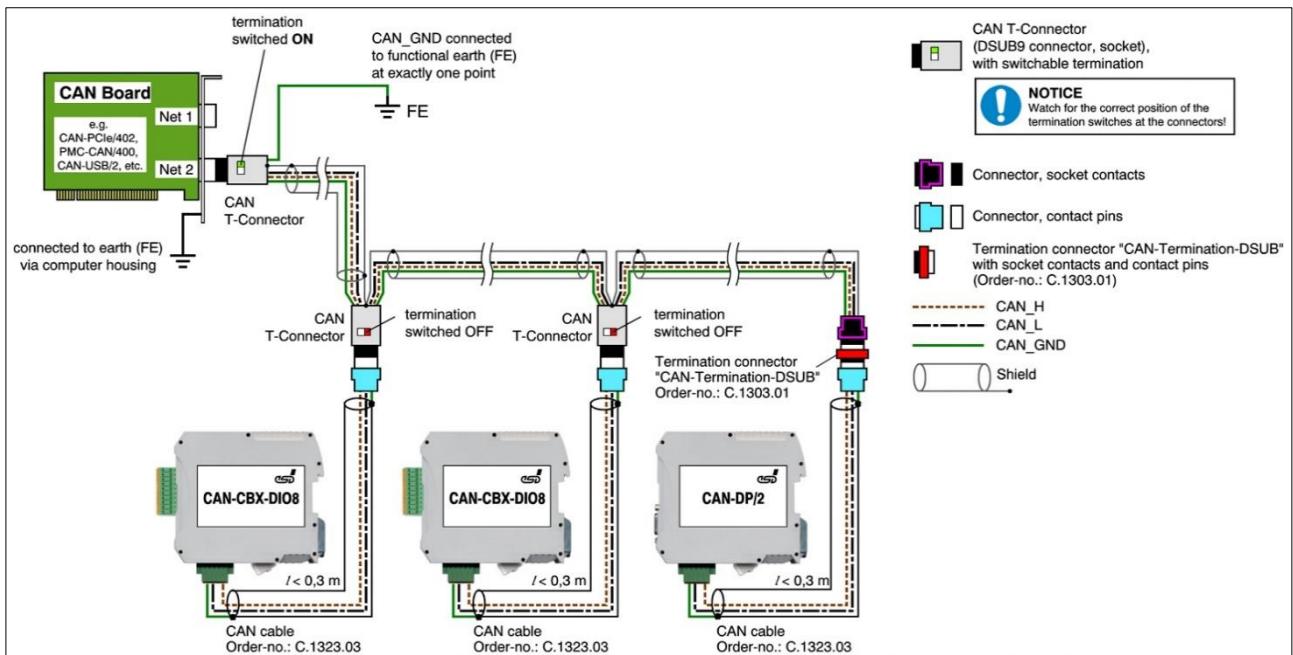 termination
switched ON
CAN_GND connected
to functional earth (FE)
at exactly one point
FE
CAN Board
e.g.
CAN-PCIe/402,
PMC-CAN/400,
CAN-USB/2, etc.
Net 1
Net 2
CAN
T-Connector
connected to earth (FE)
via computer housing
CAN
T-Connector
termination
switched OFF
CAN
T-Connector
termination
switched OFF
Termination connector
"CAN-Termination-DSUB"
Order-no.: C.1303.01
esd
CAN-CBX-DIO8
esd
CAN-CBX-DIO8
esd
CAN-DP/2
l < 0,3 m
l < 0,3 m
l < 0,3 m
CAN cable
Order-no.: C.1323.03
CAN cable
Order-no.: C.1323.03
CAN cable
Order-no.: C.1323.03
CAN T-Connector
(DSUB9 connector, socket),
with switchable termination
NOTICE
Watch for the correct position of the
termination switches at the connectors!
Connector, socket contacts
Connector, contact pins
Termination connector "CAN-Termination-DSUB"
with socket contacts and contact pins
(Order-no.: C.1303.01)
CAN_H
CAN_L
CAN_GND
Shield